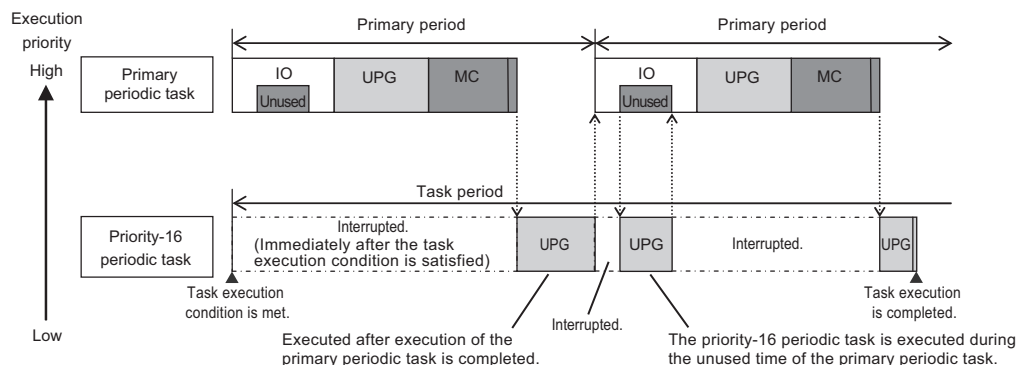 Execution
priority
High
Low
Primary period
Primary period
Primary
periodic task
IO
Unused
UPG
MC
IO
Unused
UPG
MC
Task period
Priority-16
periodic task
Interrupted.
(Immediately after the task
execution condition is satisfied)
UPG
UPG
Interrupted.
UPG
Task execution
condition is met.
Interrupted.
Task execution
is completed.
Executed after execution of the
primary periodic task is completed.
The priority-16 periodic task is executed during
the unused time of the primary periodic task.